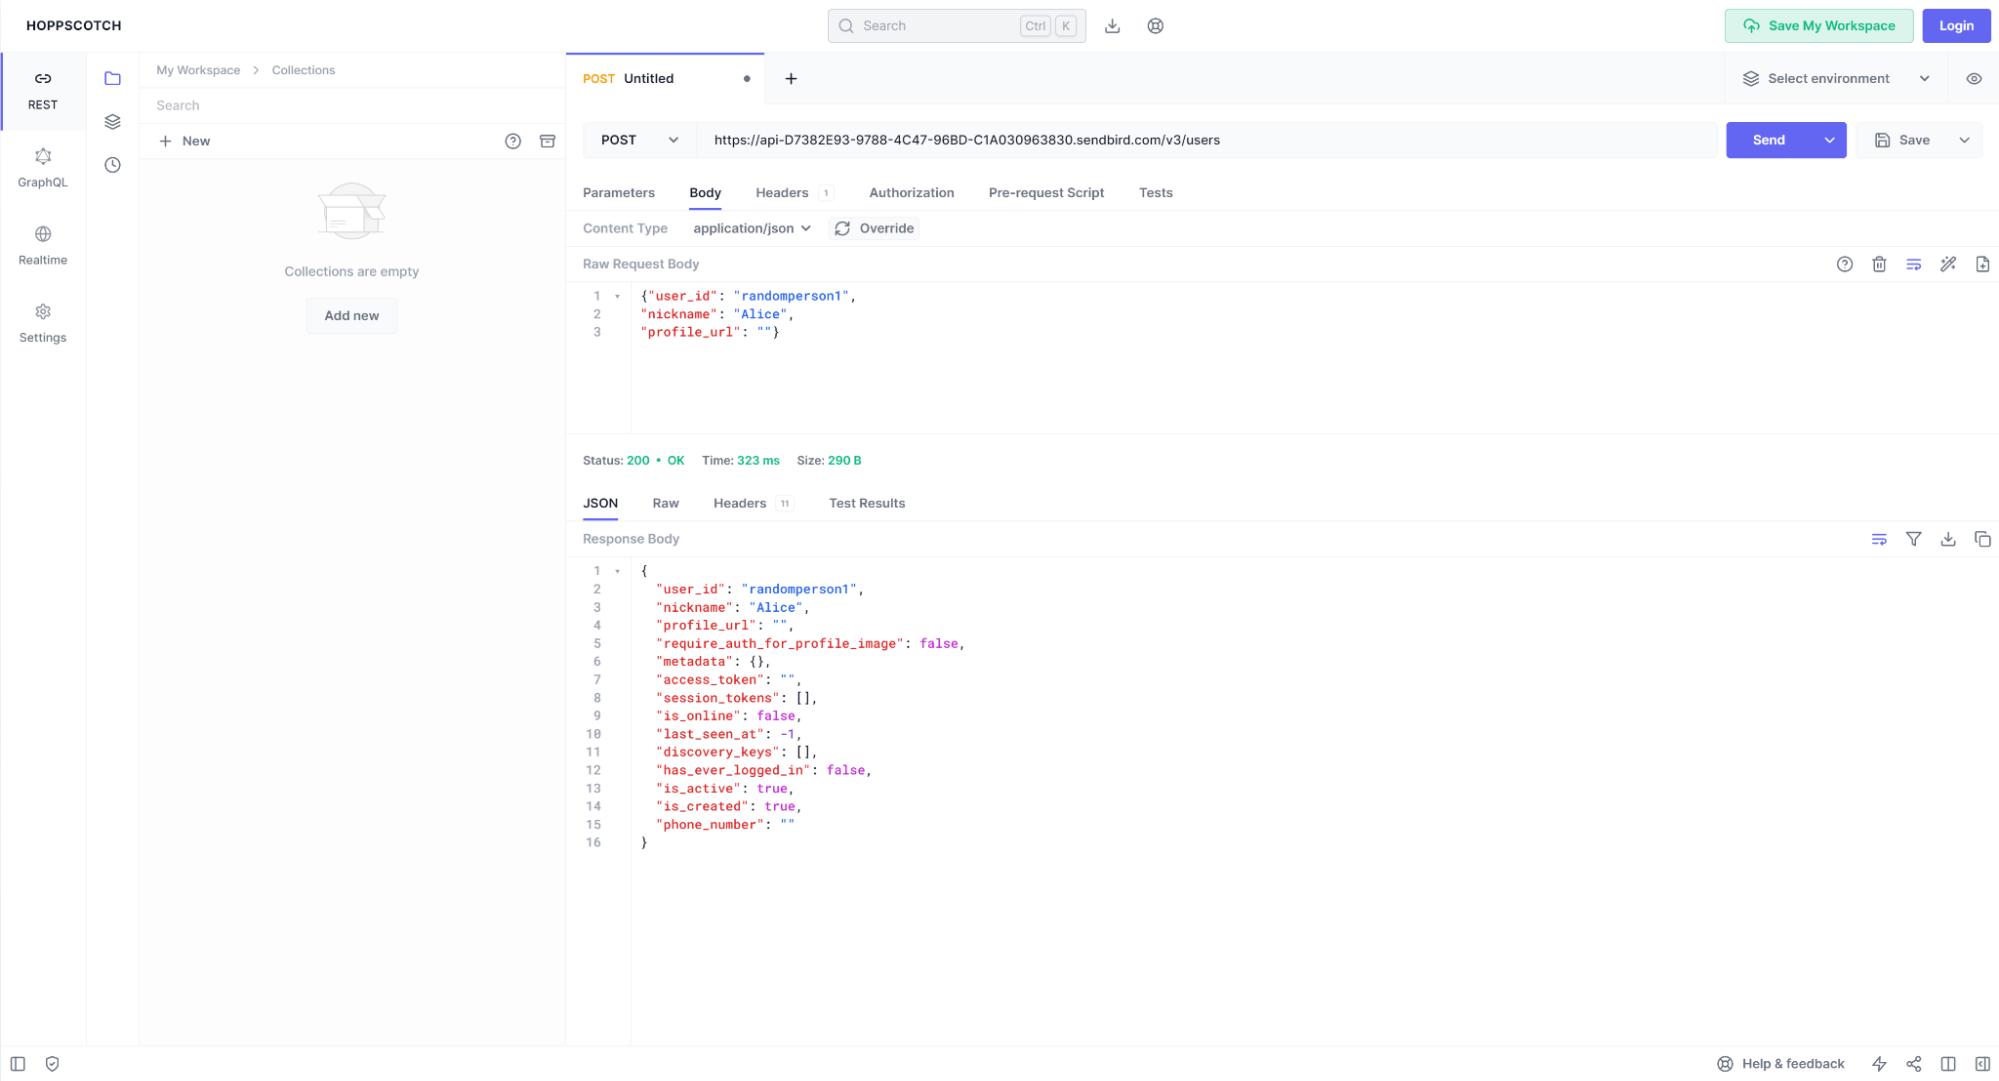 HOPPSCOTCH
Search Ctrl K
Save My Workspace
Login
REST
GraphQL
Realtime
Settings
My Workspace > Collections
Search
+ New
Collections are empty
Add new
POST Untitled • +
Select environment
POST https://api-D7382E93-9788-4C47-96BD-C1A030963830.sendbird.com/v3/users
Send
Save
Parameters Body Headers 1 Authorization Pre-request Script Tests
Content Type application/json Override
Raw Request Body
1 {"user_id": "randomperson1",
2 "nickname": "Alice",
3 "profile_url": ""}
Status: 200 • OK Time: 323 ms Size: 290 B
JSON Raw Headers 11 Test Results
Response Body
1 {
2 "user_id": "randomperson1",
3 "nickname": "Alice",
4 "profile_url": "",
5 "require_auth_for_profile_image": false,
6 "metadata": {},
7 "access_token": "",
8 "session_tokens": [],
9 "is_online": false,
10 "last_seen_at": -1,
11 "discovery_keys": [],
12 "has_ever_logged_in": false,
13 "is_active": true,
14 "is_created": true,
15 "phone_number": ""
16 }
Help & feedback